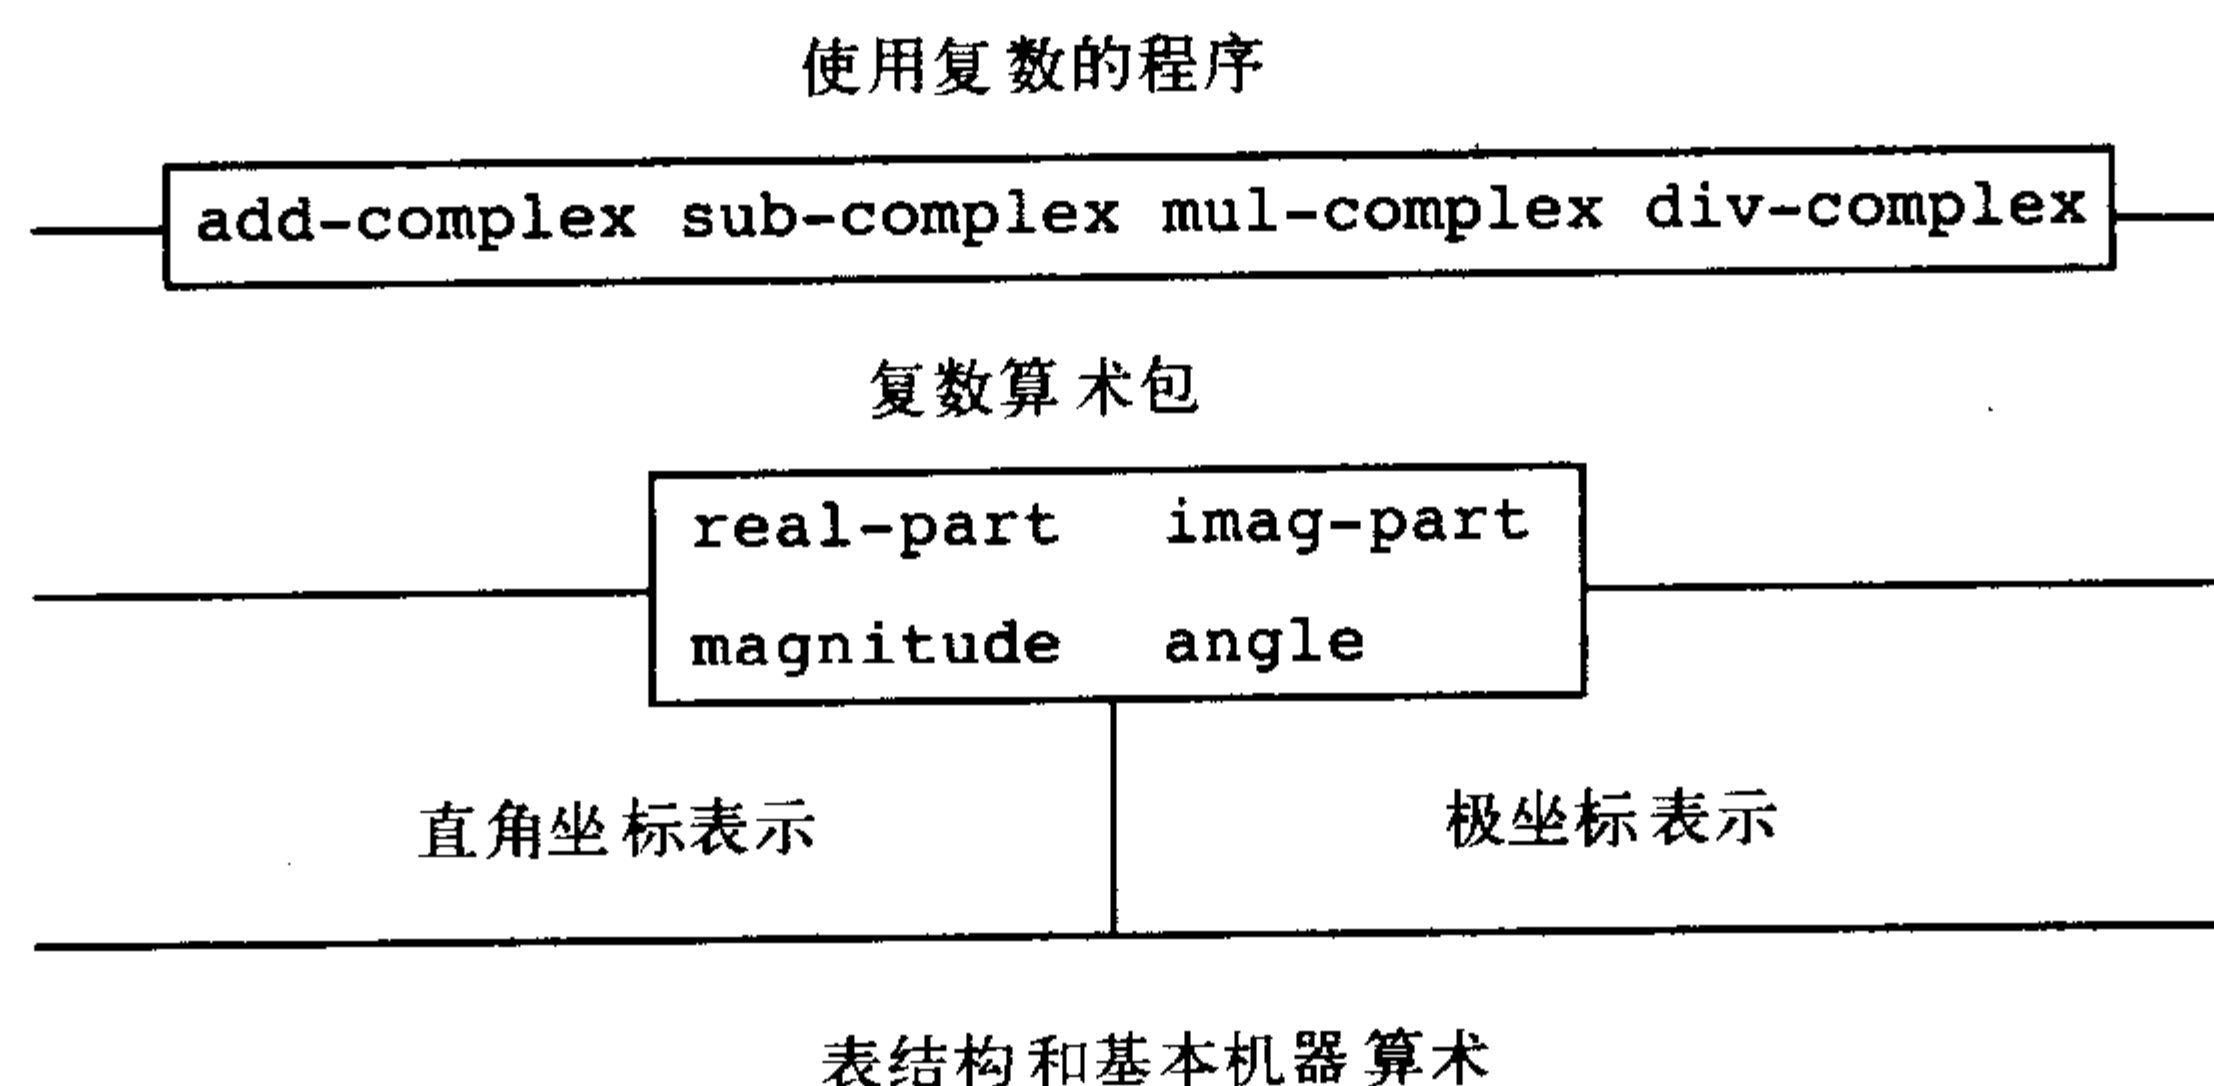 使用复数的程序
add-complex sub-complex mul-complex div-complex
复数算术包
real-part imag-part
magnitude angle
直角坐标表示 极坐标表示
表结构和基本机器算术